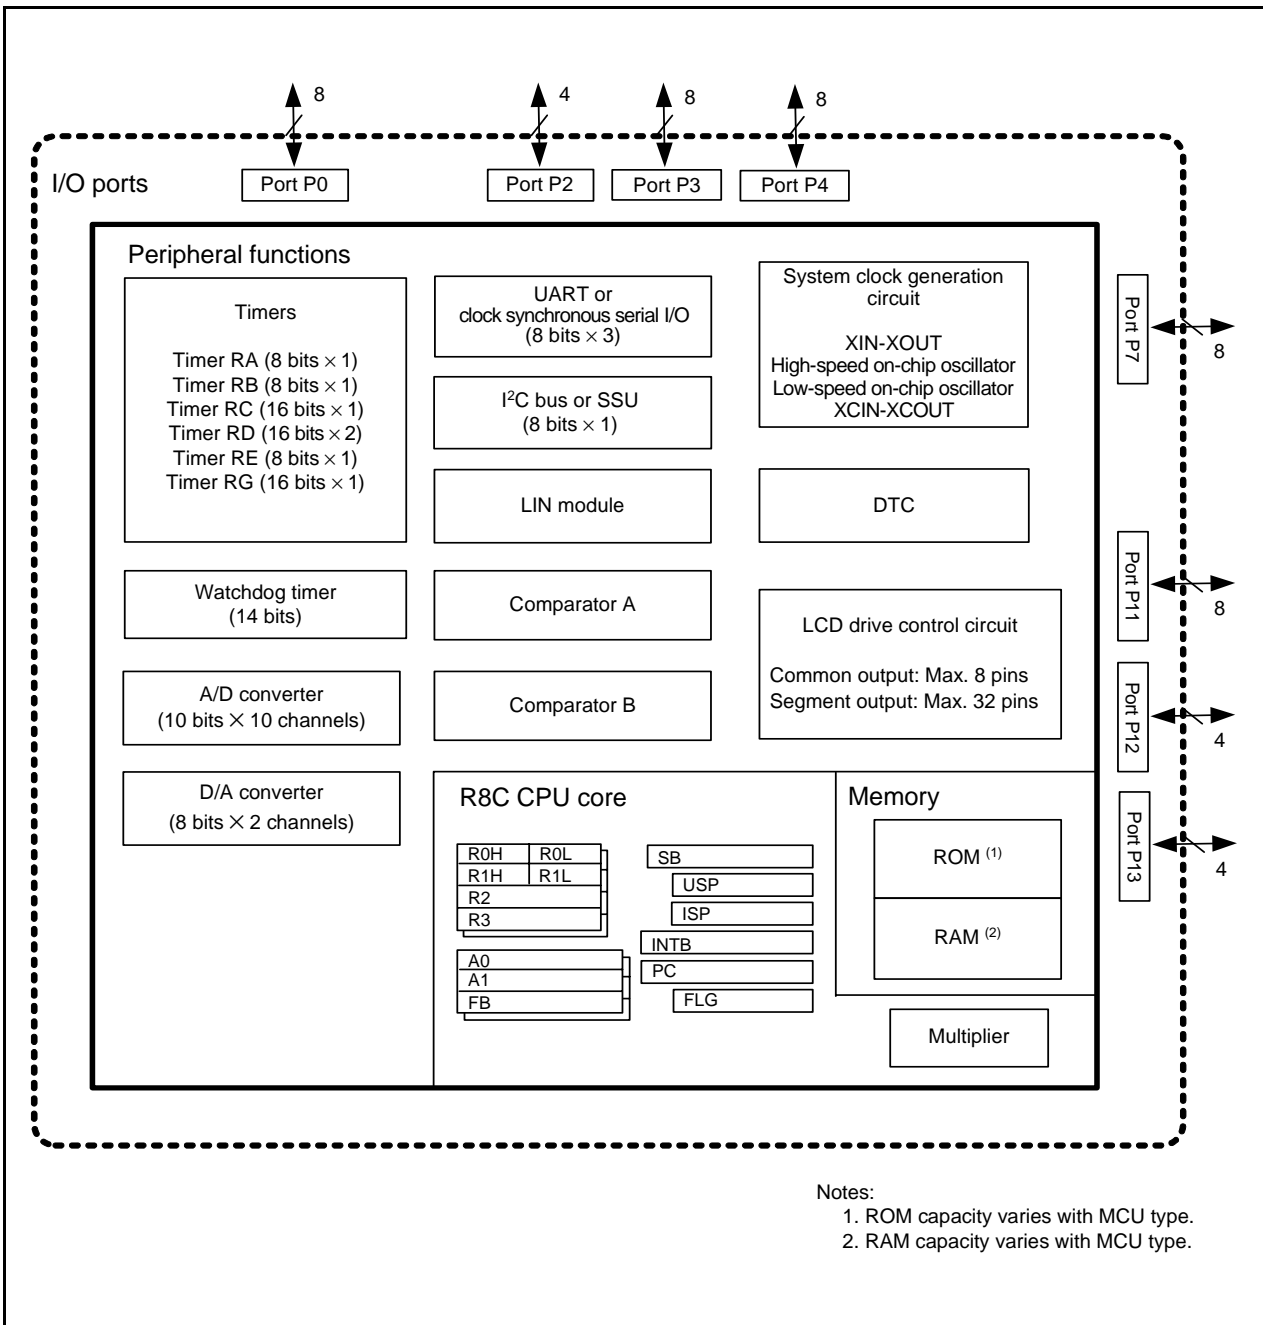 8
4
8
8
I/O ports
Port P0
Port P2
Port P3
Port P4
Peripheral functions
Timers
Timer RA (8 bits × 1)
Timer RB (8 bits × 1)
Timer RC (16 bits × 1)
Timer RD (16 bits × 2)
Timer RE (8 bits × 1)
Timer RG (16 bits × 1)
UART or
clock synchronous serial I/O
(8 bits × 3)
System clock generation
circuit
XIN-XOUT
High-speed on-chip oscillator
Low-speed on-chip oscillator
XCIN-XCOUT
Port P7
8
I²C bus or SSU
(8 bits × 1)
LIN module
DTC
Port P11
8
Watchdog timer
(14 bits)
Comparator A
LCD drive control circuit
Common output: Max. 8 pins
Segment output: Max. 32 pins
A/D converter
(10 bits × 10 channels)
Comparator B
Port P12
4
D/A converter
(8 bits × 2 channels)
R8C CPU core
R0H
R0L
R1H
R1L
R2
R3
A0
A1
FB
SB
USP
ISP
INTB
PC
FLG
Memory
ROM (1)
RAM (2)
Multiplier
Port P13
4
Notes:
1. ROM capacity varies with MCU type.
2. RAM capacity varies with MCU type.